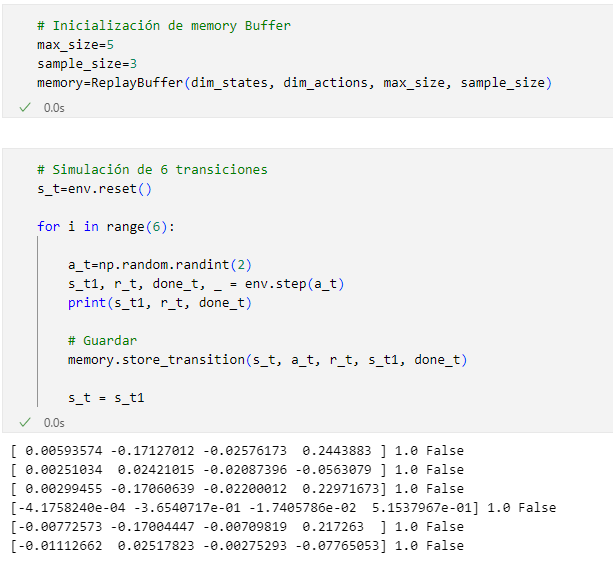 # Inicialización de memory Buffer
max_size=5
sample_size=3
memory=ReplayBuffer(dim_states, dim_actions, max_size, sample_size)
✓ 0.0s
# Simulación de 6 transiciones
s_t=env.reset()
for i in range(6):
a_t=np.random.randint(2)
s_t1, r_t, done_t, _ = env.step(a_t)
print(s_t1, r_t, done_t)
# Guardar
memory.store_transition(s_t, a_t, r_t, s_t1, done_t)
s_t = s_t1
✓ 0.0s
[ 0.00593574 -0.17127012 -0.02576173  0.2443883 ] 1.0 False
[ 0.00251034  0.02421015 -0.02087396 -0.0563079 ] 1.0 False
[ 0.00299455 -0.17060639 -0.02200012  0.22971673] 1.0 False
[-4.1758240e-04 -3.6540717e-01 -1.7405786e-02  5.1537967e-01] 1.0 False
[-0.00772573 -0.17004447 -0.00709819  0.217263  ] 1.0 False
[-0.01112662  0.02517823 -0.00275293 -0.07765053] 1.0 False